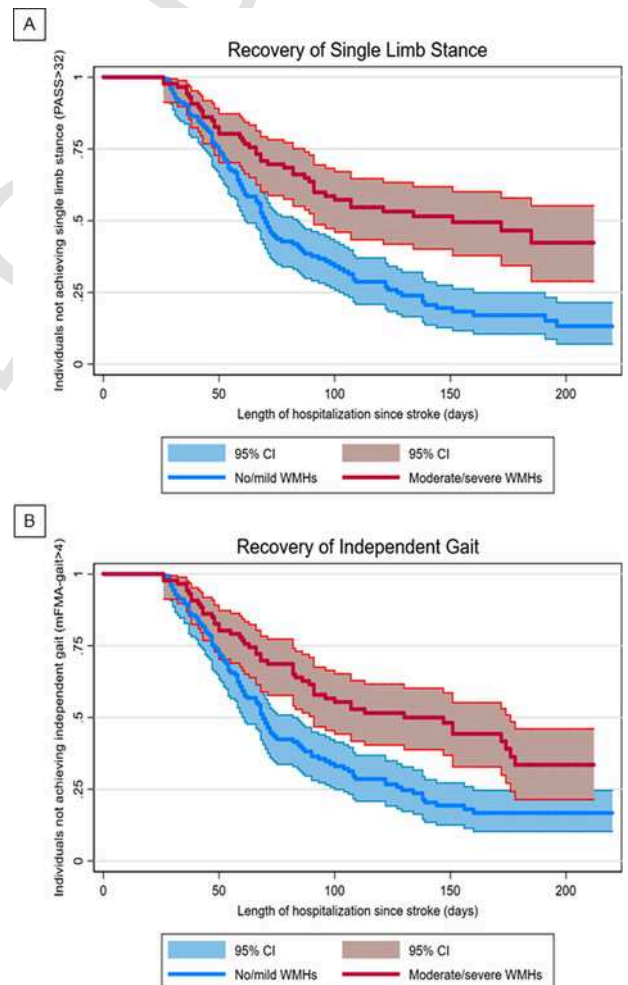 A
Recovery of Single Limb Stance
Individuals not achieving single limb stance (PASS>32)
1
.75
.5
.25
0
0 50 100 150 200
Length of hospitalization since stroke (days)
95% CI 95% CI
No/mild WMHs Moderate/severe WMHs
B
Recovery of Independent Gait
Individuals not achieving independent gait (mFMA-gait>4)
1
.75
.5
.25
0
0 50 100 150 200
Length of hospitalization since stroke (days)
95% CI 95% CI
No/mild WMHs Moderate/severe WMHs